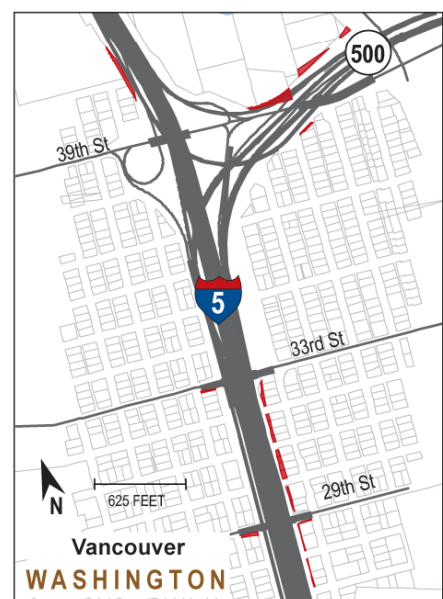 500
39th St
5
33rd St
29th St
N
625 FEET
Vancouver
WASHINGTON